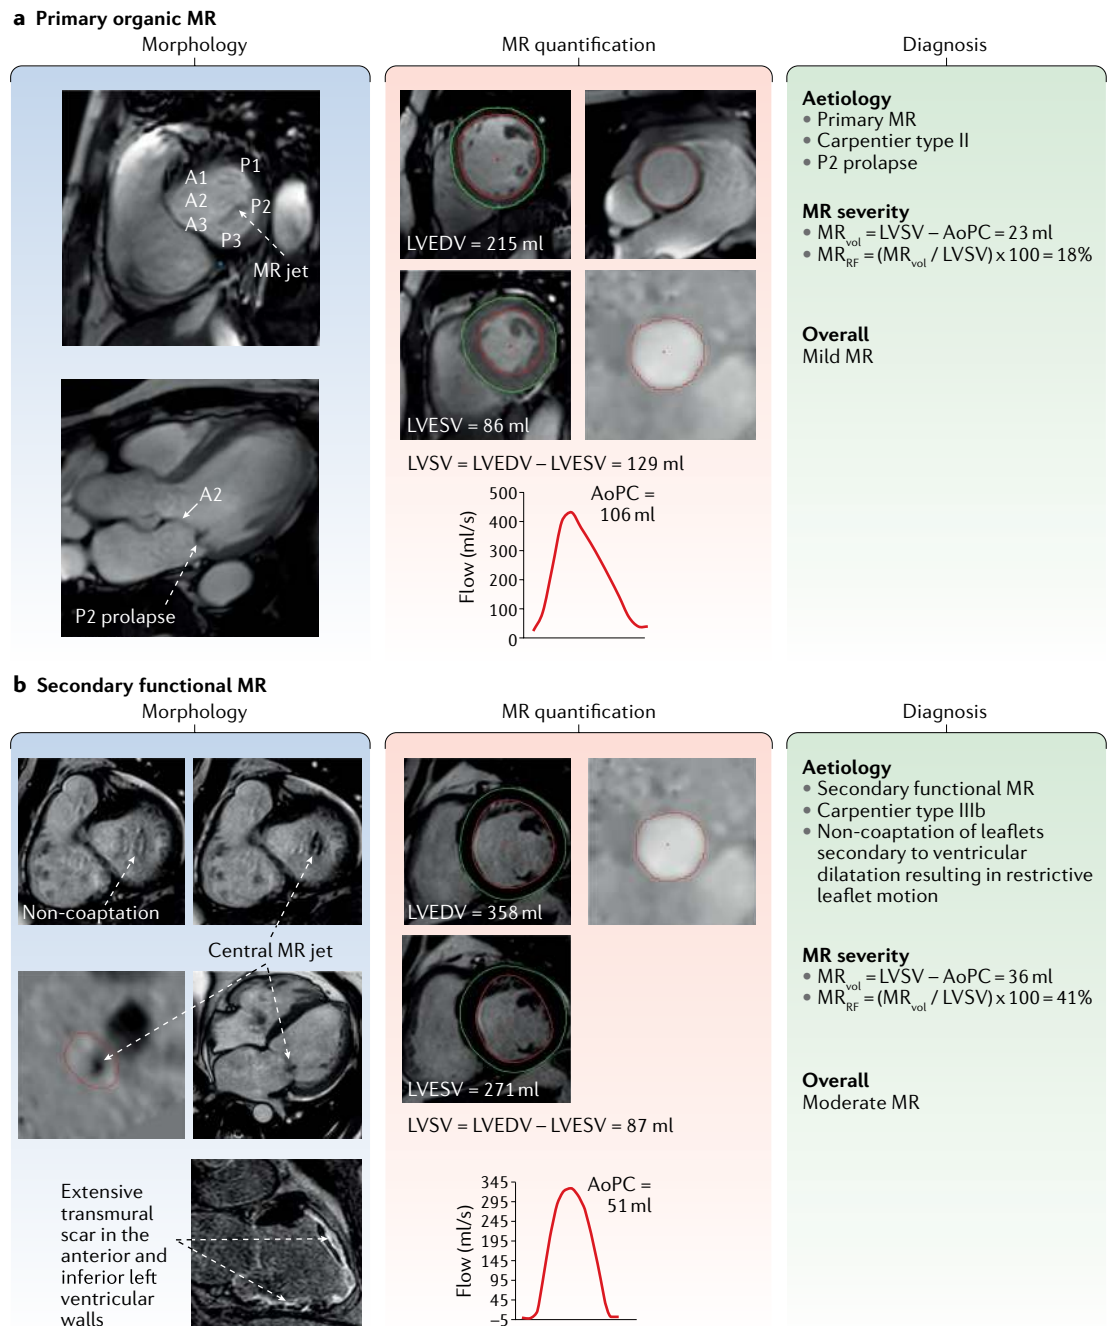 a Primary organic MR
Morphology
MR quantification
Diagnosis
A1
A2
A3
P1
P2
P3
MR jet
A2
P2 prolapse
LVEDV = 215 ml
LVESV = 86 ml
LVSV = LVEDV – LVESV = 129 ml
AoPC =
106 ml
Flow (ml/s)
500
400
300
200
100
0
Aetiology
• Primary MR
• Carpentier type II
• P2 prolapse
MR severity
• MRvol = LVSV – AoPC = 23 ml
• MRRF = (MRvol / LVSV) x 100 = 18%
Overall
Mild MR
b Secondary functional MR
Morphology
MR quantification
Diagnosis
Non-coaptation
Central MR jet
Extensive
transmural
scar in the
anterior and
inferior left
ventricular
walls
LVEDV = 358 ml
LVESV = 271 ml
LVSV = LVEDV – LVESV = 87 ml
AoPC =
51 ml
Flow (ml/s)
345
295
245
195
145
95
45
–5
Aetiology
• Secondary functional MR
• Carpentier type IIIb
• Non-coaptation of leaflets
secondary to ventricular
dilatation resulting in restrictive
leaflet motion
MR severity
• MRvol = LVSV – AoPC = 36 ml
• MRRF = (MRvol / LVSV) x 100 = 41%
Overall
Moderate MR